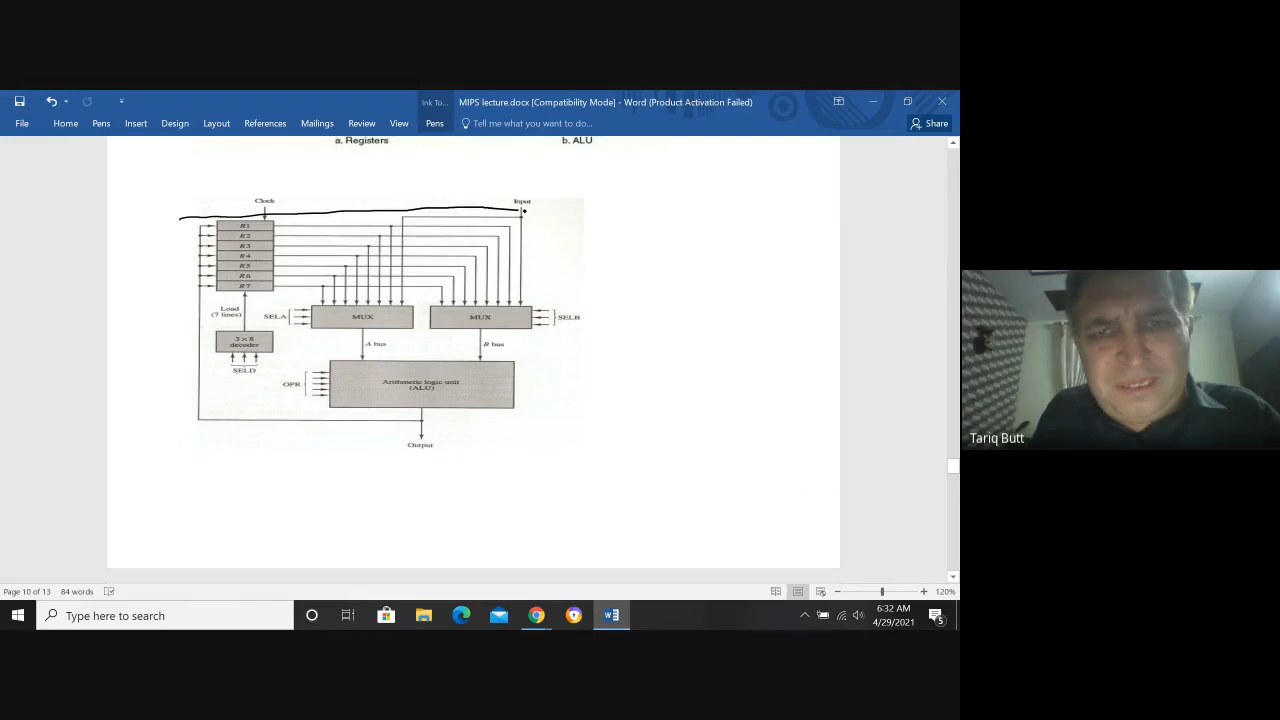 Ink To...
MIPS lecture.docx [Compatibility Mode] - Word (Product Activation Failed)
File Home Pens Insert Design Layout References Mailings Review View Pens Tell me what you want to do... Share
a. Registers b. ALU
Clock Input
R1
R2
R3
R4
R5
R6
R7
Load
(7 lines)
SELA MUX MUX SELB
3 × 8
decoder
A bus B bus
SELD
OPR
Arithmetic logic unit
(ALU)
Output
Tariq Butt
Page 10 of 13 84 words 120%
Type here to search
6:32 AM
4/29/2021
5